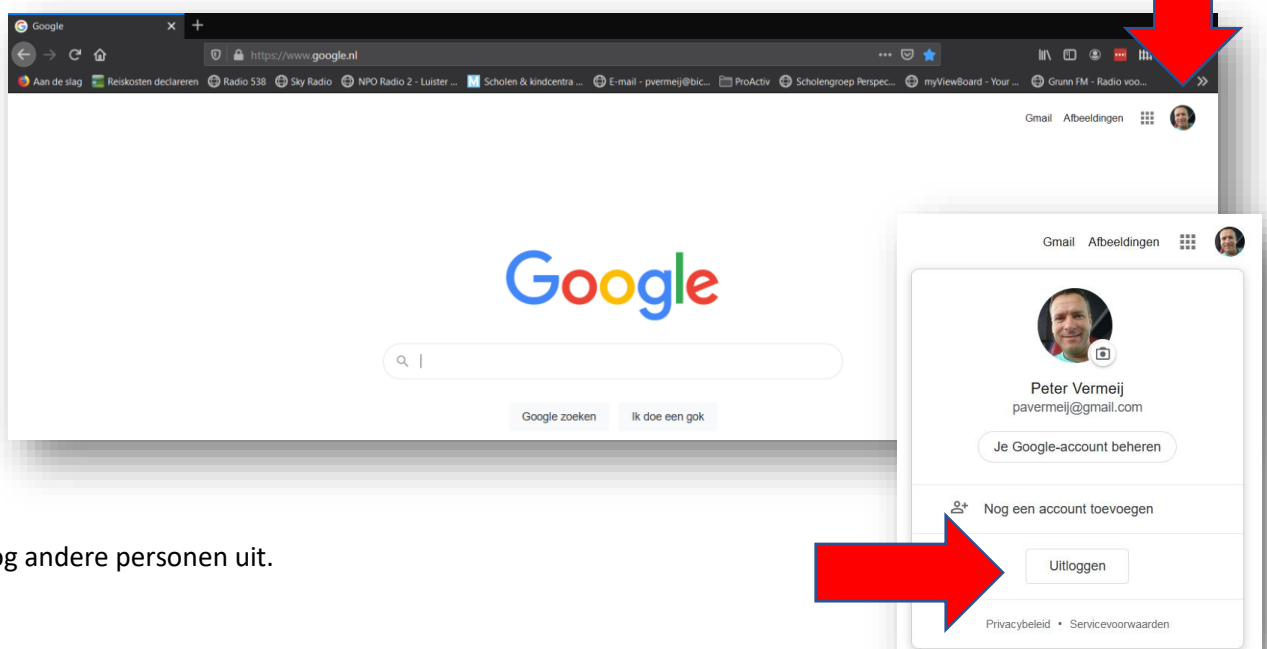 Google
https://www.google.nl
Aan de slag Reiskosten declareren Radio 538 Sky Radio NPO Radio 2 - Luister ... Scholen & kindcentra ... E-mail - pvermeij@bic... ProActiv Scholengroep Perspec... myViewBoard - Your ... Grunn FM - Radio voo...
Gmail Afbeeldingen
Google
Google zoeken Ik doe een gok
Gmail Afbeeldingen
Peter Vermeij
pavermeij@gmail.com
Je Google-account beheren
Nog een account toevoegen
Uitloggen
Privacybeleid • Servicevoorwaarden
og andere personen uit.